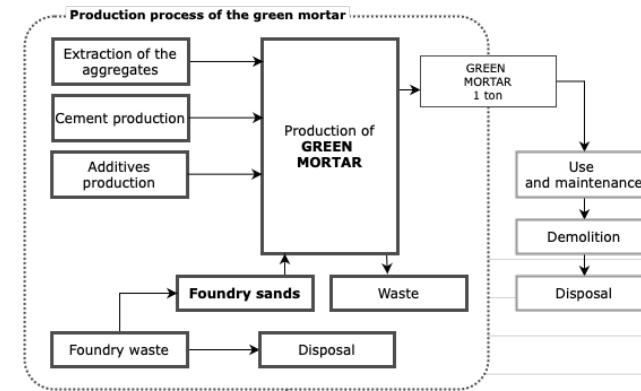 Production process of the green mortar
Extraction of the
aggregates
Cement production
Additives
production
Production of
GREEN
MORTAR
GREEN
MORTAR
1 ton
Use
and maintenance
Demolition
Disposal
Foundry sands
Waste
Foundry waste
Disposal